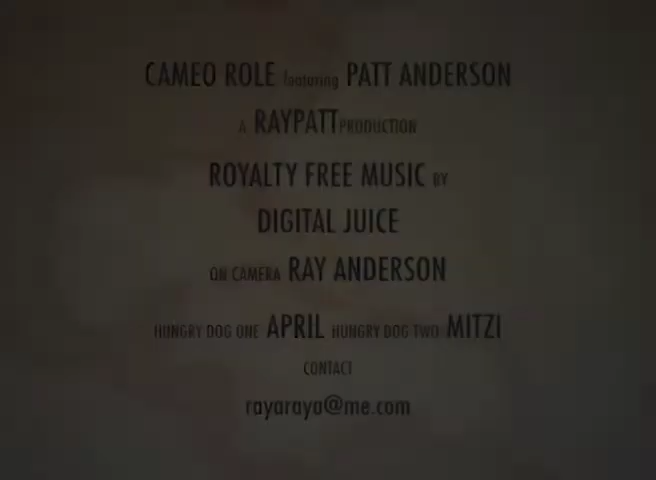 CAMEO ROLE featuring PATT ANDERSON
A RAYPATT PRODUCTION
ROYALTY FREE MUSIC BY
DIGITAL JUICE
ON CAMERA RAY ANDERSON
HUNGRY DOG ONE APRIL HUNGRY DOG TWO MITZI
CONTACT
rayaraya@me.com